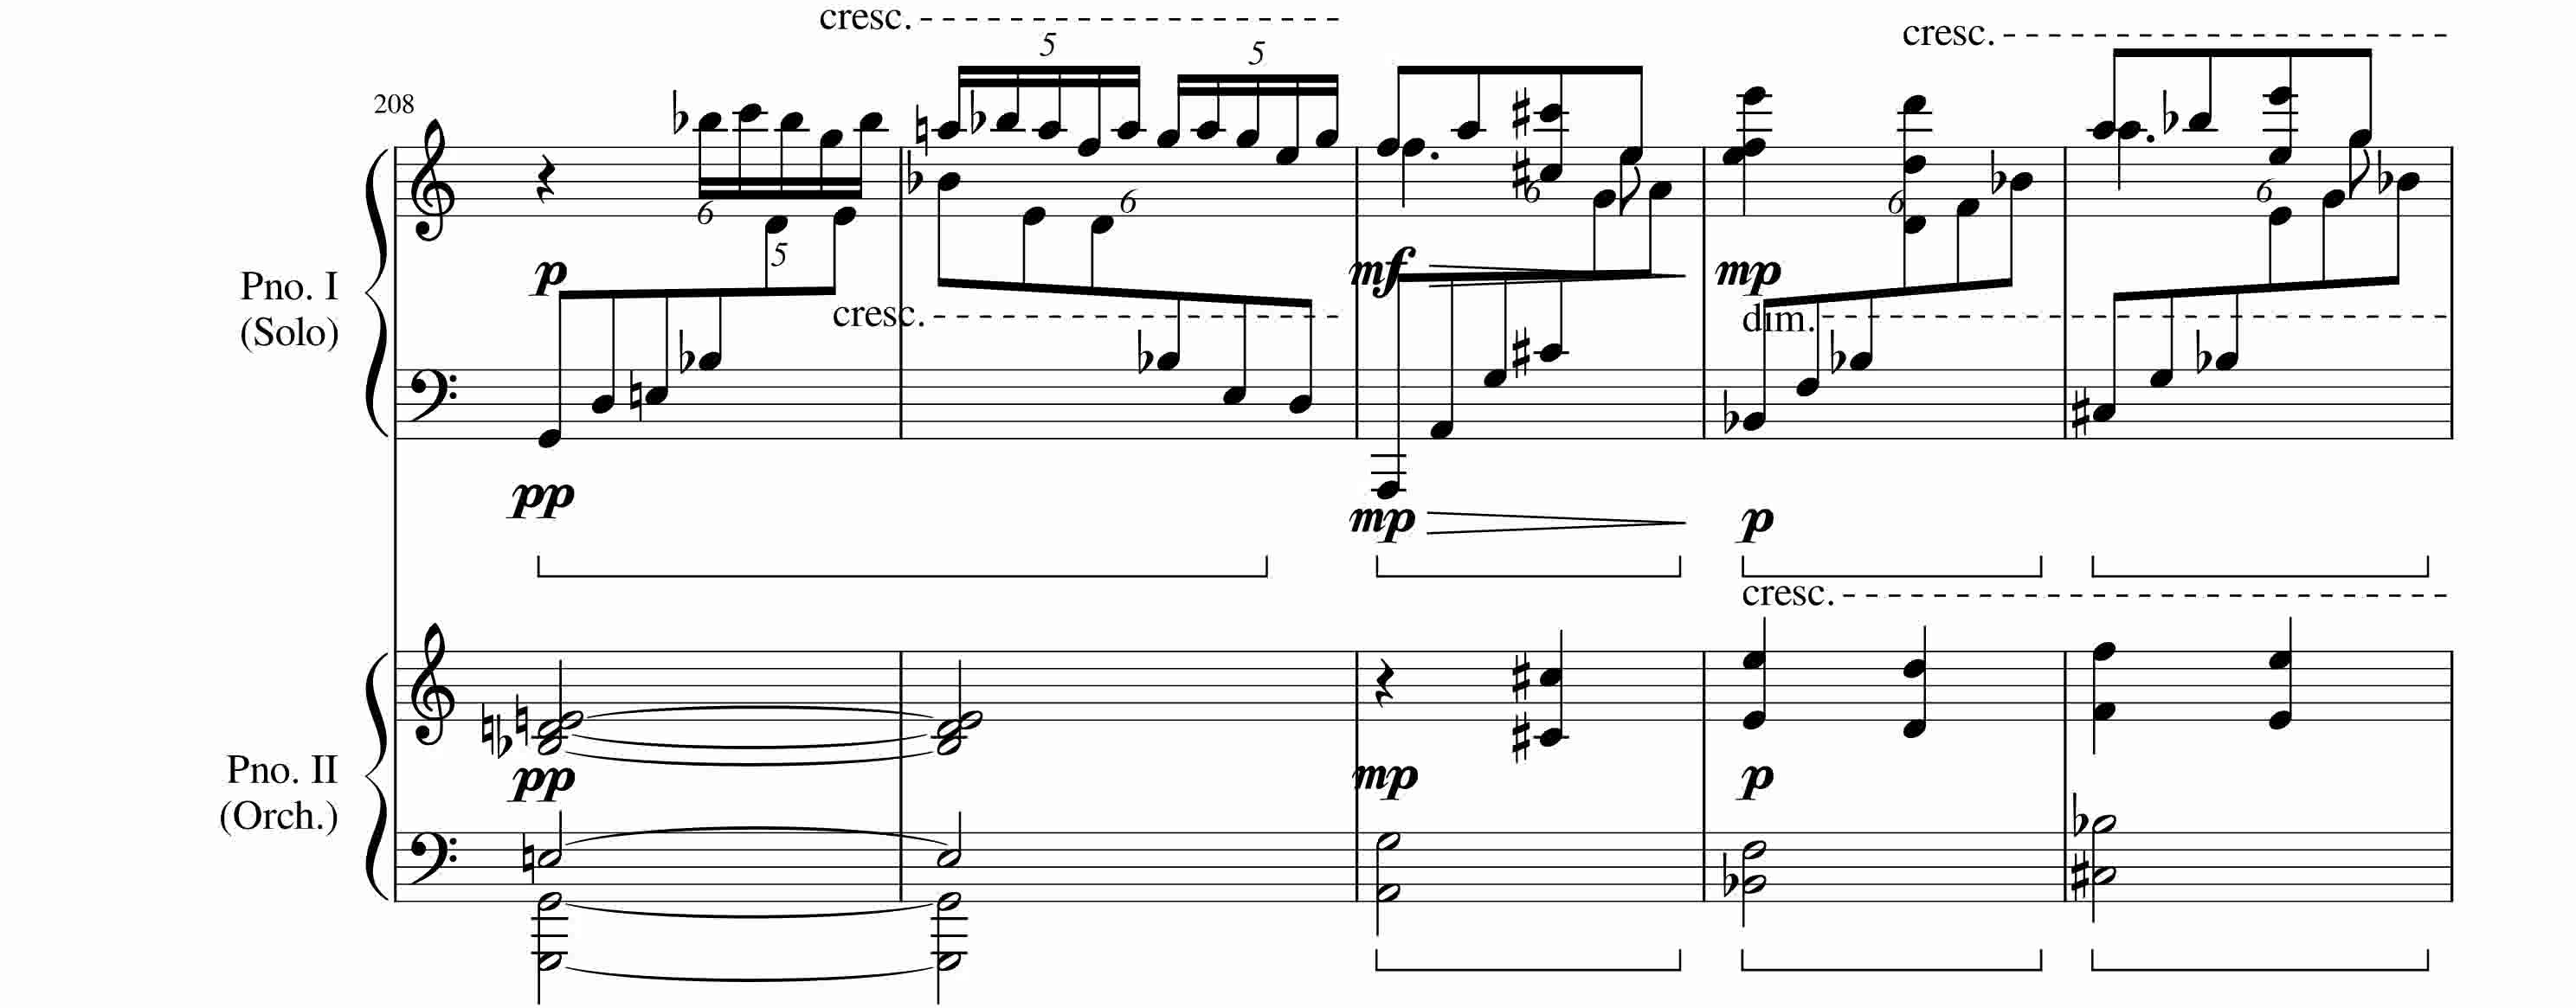 cresc.
cresc.
5
5
208
6
5
6
6
6
6
p
mf
mp
Pno. I
(Solo)
cresc.
dim.
pp
mp
p
cresc.
Pno. II
(Orch.)
pp
mp
p